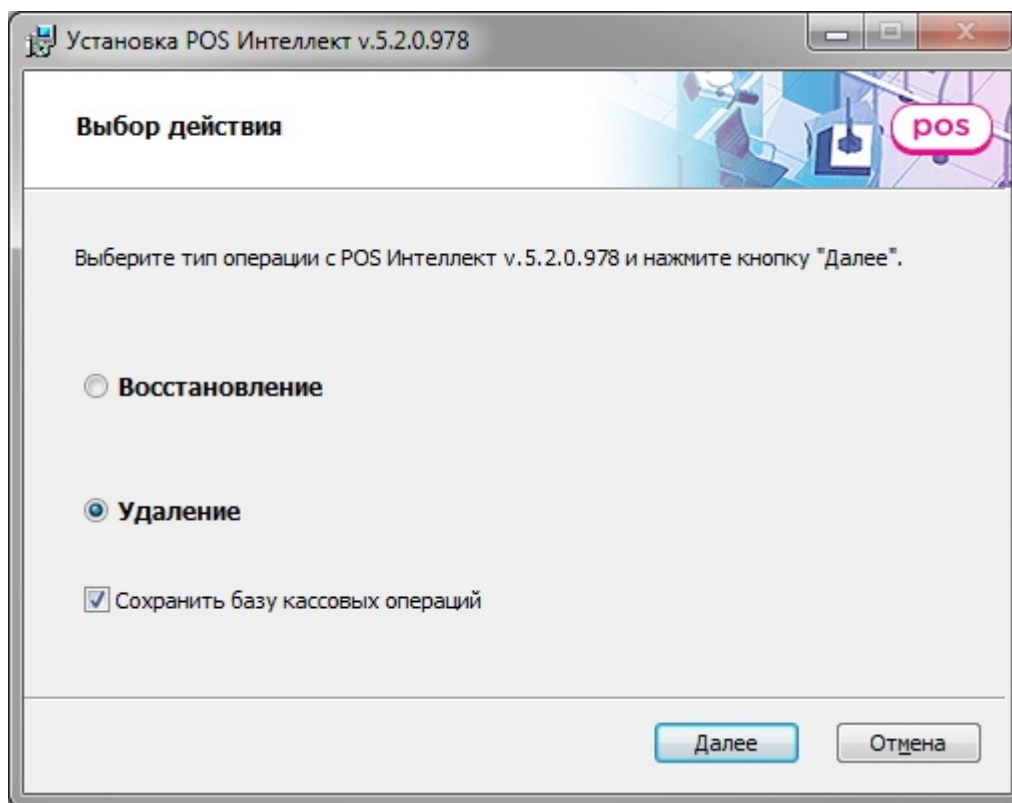 Установка POS Интеллект v.5.2.0.978
Выбор действия
pos
Выберите тип операции с POS Интеллект v.5.2.0.978 и нажмите кнопку "Далее".
Восстановление
Удаление
Сохранить базу кассовых операций
Далее
Отмена